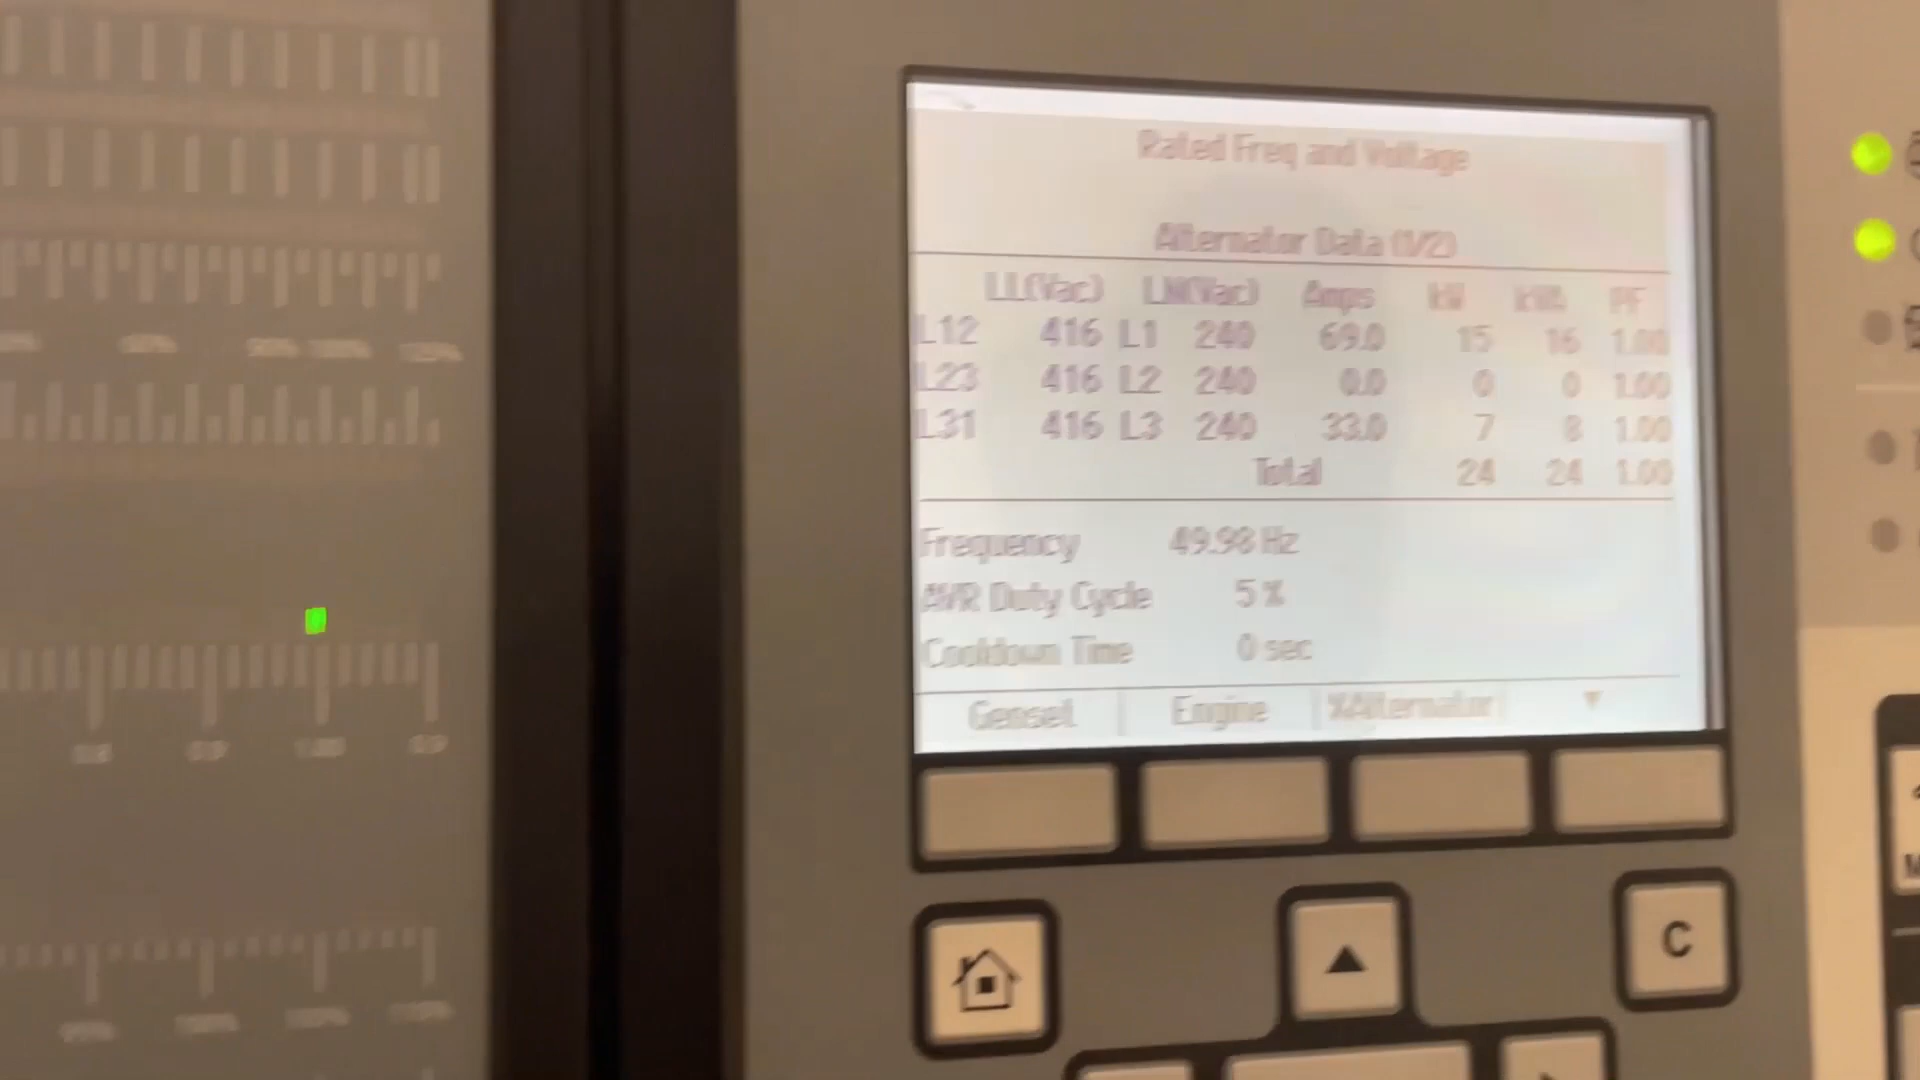 Rated Freq and Voltage
Alternator Data (1/2)
LL(Vac) LN(Vac) Amps kW kVA PF
L12 416 L1 240 69.0 15 16 1.00
L23 416 L2 240 0.0 0 0 1.00
L31 416 L3 240 33.0 7 8 1.00
Total 24 24 1.00
Frequency 49.98 Hz
AVR Duty Cycle 5 %
Cooldown Time 0 sec
Genset Engine %Alternator ▼
C